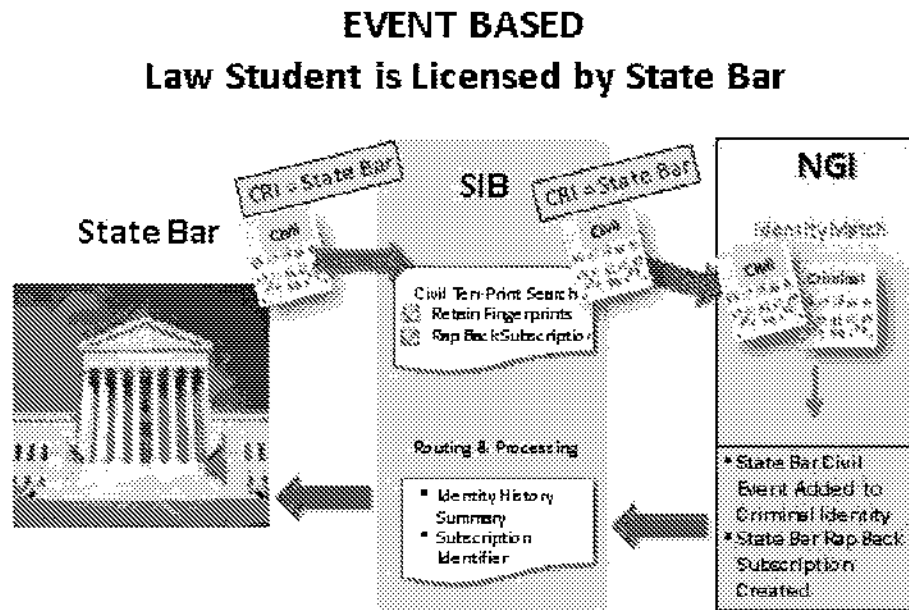 EVENT BASED
Law Student is Licensed by State Bar
CRI = State Bar
SIB
CRI = State Bar
NGI
State Bar
Civil
Civil
Identity Match
Civil
Criminal
Civil Ten-Print Search
Retain Fingerprints
Rap Back Subscription
Routing & Processing
▪ Identity History
Summary
▪ Subscription
Identifier
▪ State Bar Civil
Event Added to
Criminal Identity
▪ State Bar Rap Back
Subscription
Created